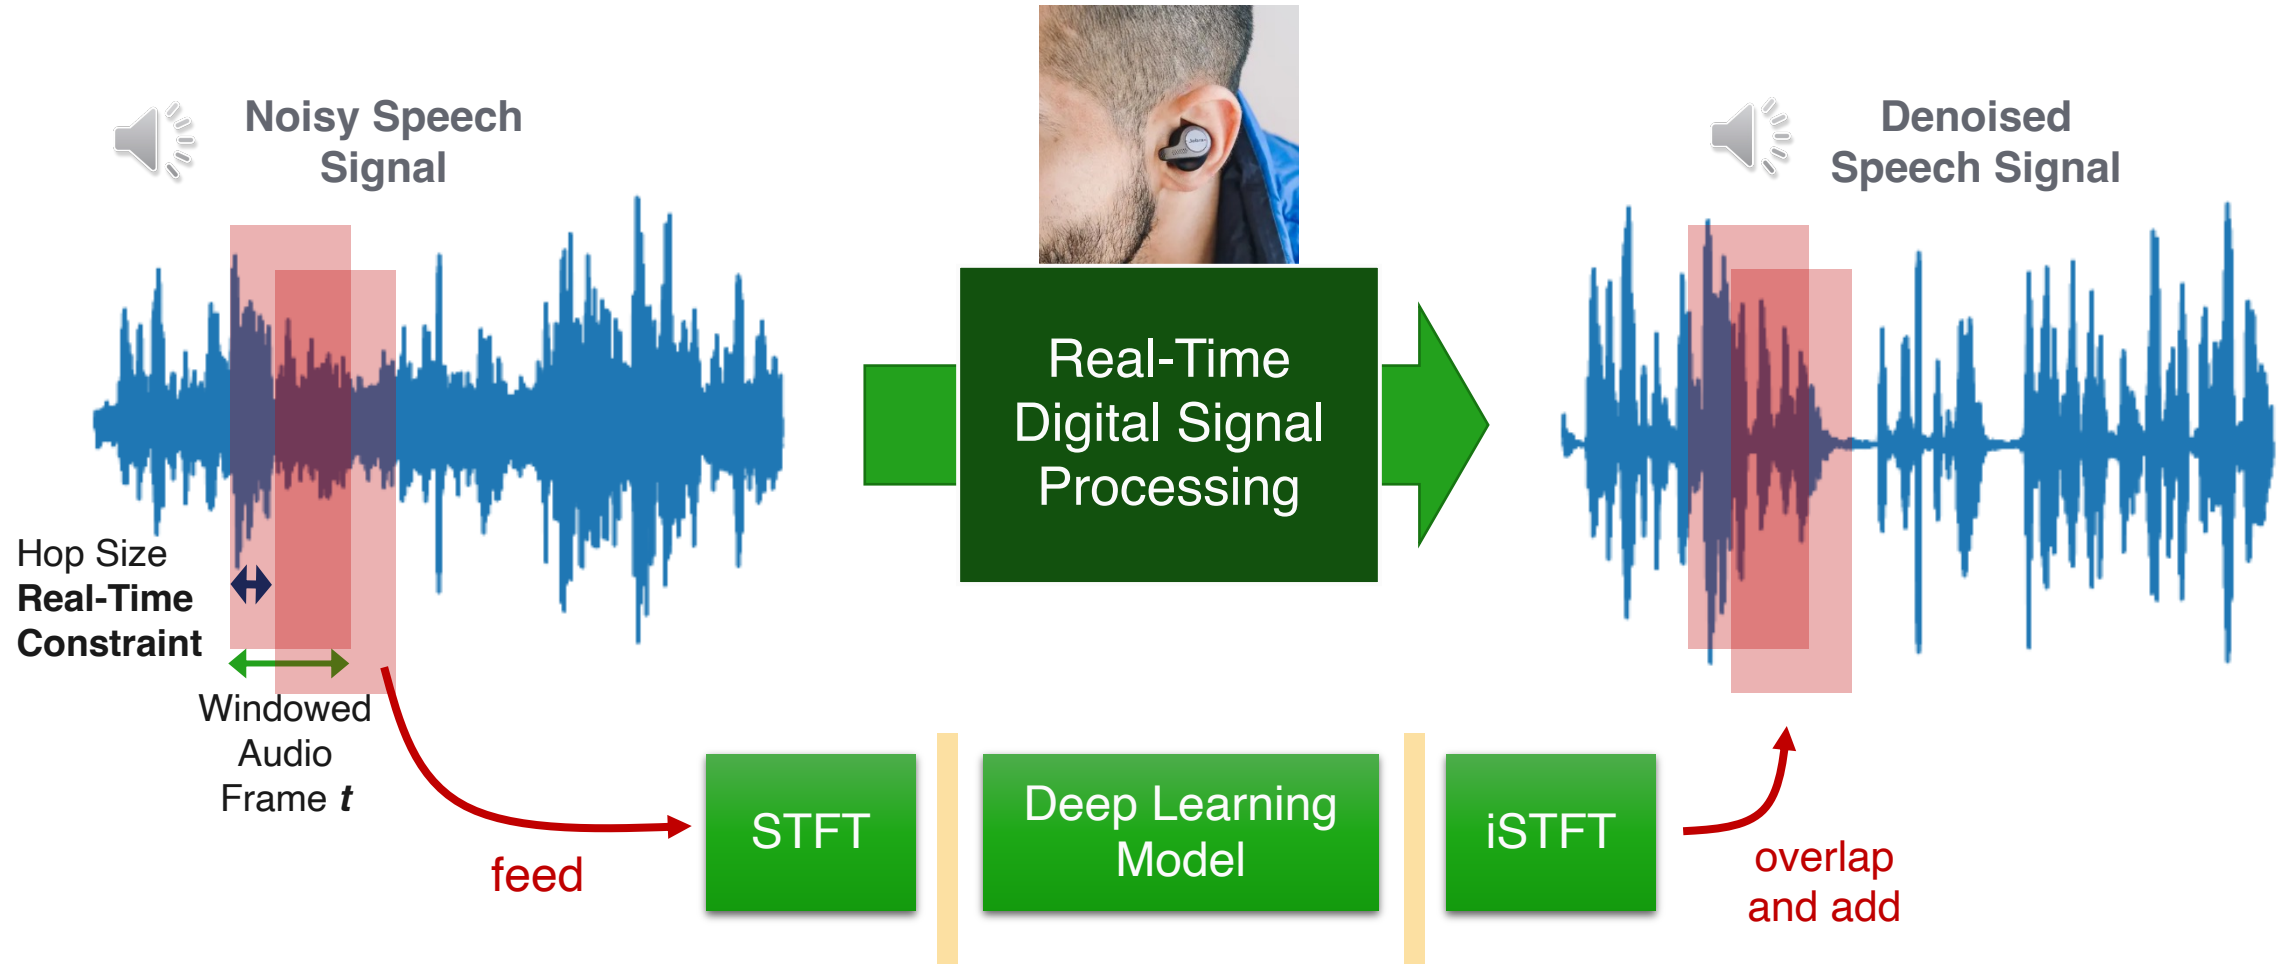 Noisy Speech
Signal
Denoised
Speech Signal
Real-Time
Digital Signal
Processing
Hop Size
Real-Time
Constraint
Windowed
Audio
Frame t
feed
STFT
Deep Learning
Model
iSTFT
overlap
and add